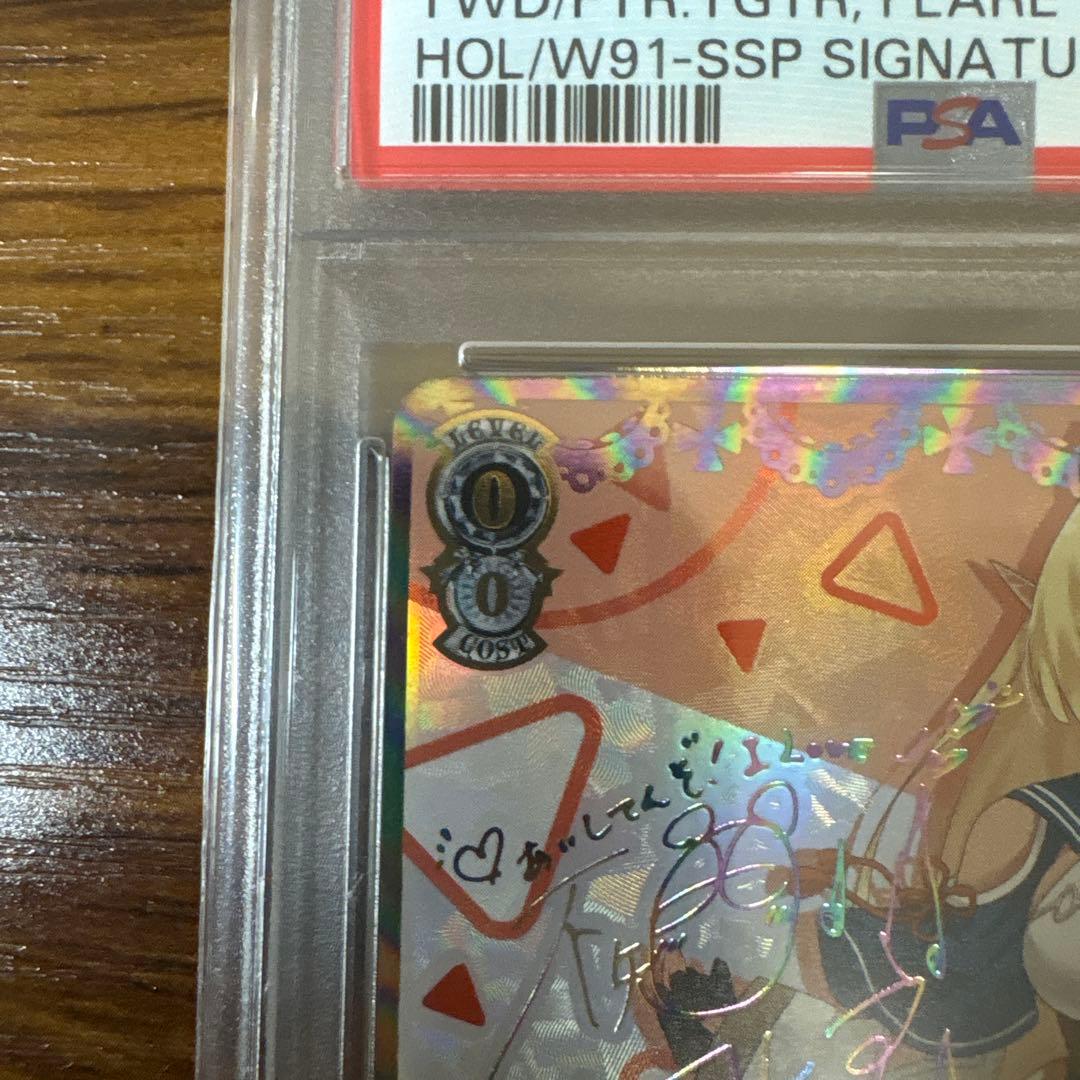 TWD/FTR.TGTR, FLARE
HOL/W91-SSP SIGNATU
PSA
LEVEL
0
0
COST
あいしてんぞ! I LOVE